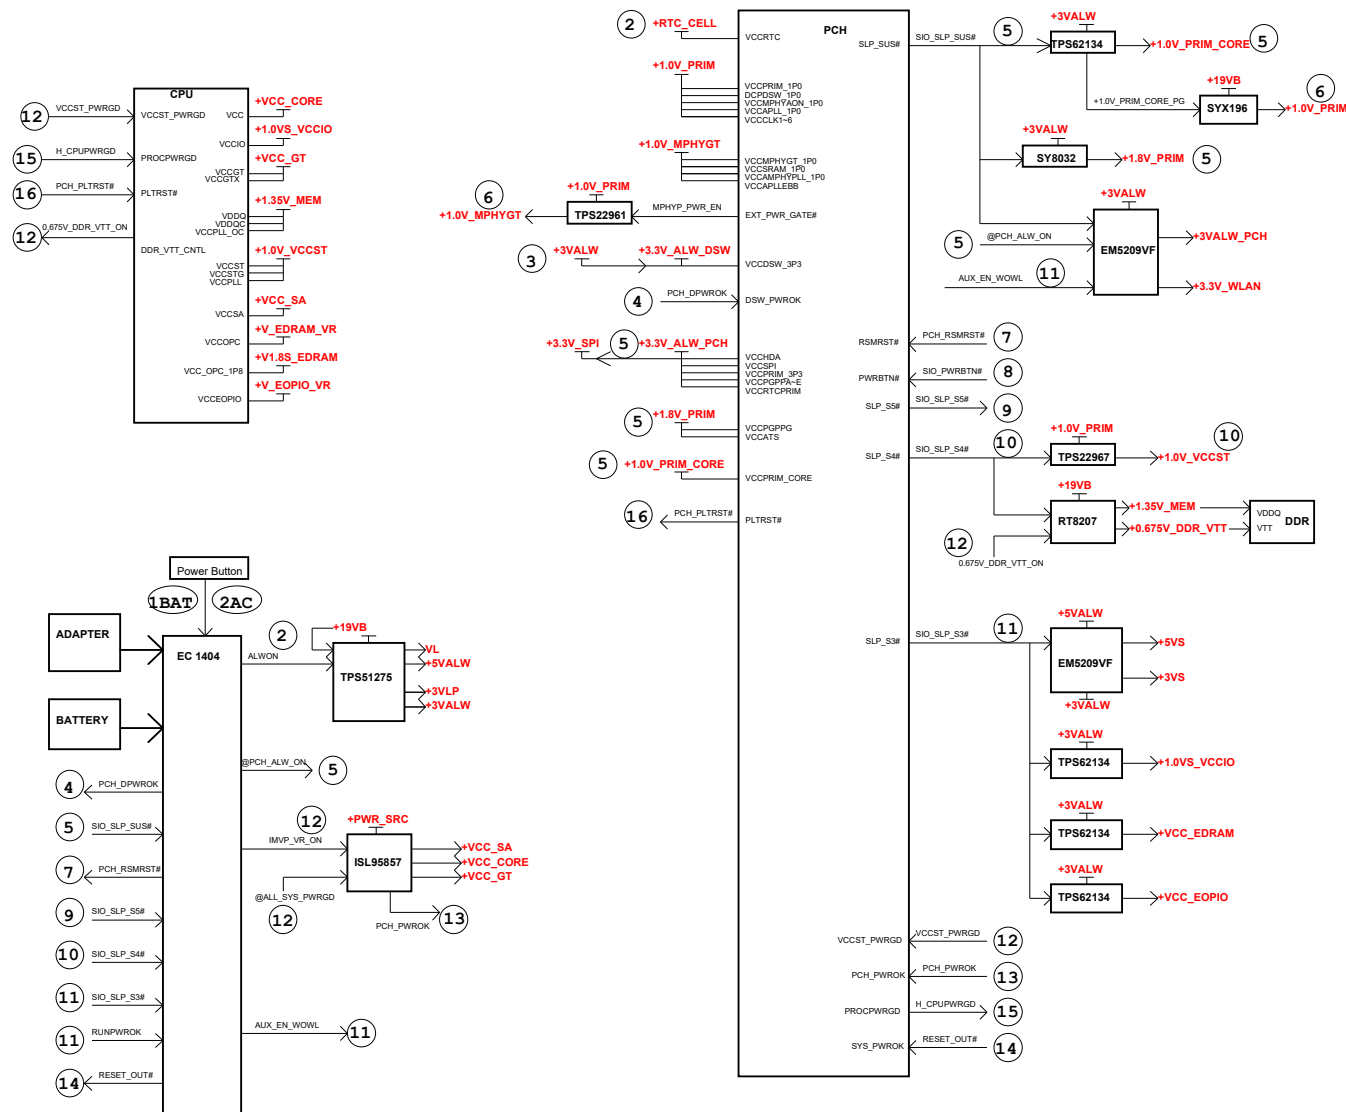 CPU
12
VCCST_PWRGD
VCCST_PWRGD
VCC
+VCC_CORE
VCCIO
+1.0VS_VCCIO
15
H_CPUPWRGD
PROCPWRGD
+VCC_GT
VCCGT
VCCGTX
16
PCH_PLTRST#
PLTRST#
+1.35V_MEM
VDDQ
VDDQC
VCCPLL_OC
12
0.675V_DDR_VTT_ON
DDR_VTT_CNTL
+1.0V_VCCST
VCCST
VCCSTG
VCCPLL
+VCC_SA
VCCSA
+V_EDRAM_VR
VCCOPC
+V1.8S_EDRAM
VCC_OPC_1P8
+V_EOPIO_VR
VCCEOPIO
PCH
2
+RTC_CELL
VCCRTC
+1.0V_PRIM
VCCPRIM_1P0
DCPDSW_1P0
VCCMPHYAON_1P0
VCCAPLL_1P0
VCCCLK1~6
+1.0V_MPHYGT
VCCMPHYGT_1P0
VCCSRAM_1P0
VCCAMPHYPLL_1P0
VCCAPLLEBB
6
+1.0V_MPHYGT
+1.0V_PRIM
TPS22961
MPHYP_PWR_EN
EXT_PWR_GATE#
3
+3VALW
+3.3V_ALW_DSW
VCCDSW_3P3
4
PCH_DPWROK
DSW_PWROK
+3.3V_SPI
5
+3.3V_ALW_PCH
VCCHDA
VCCSPI
VCCPRIM_3P3
VCCPGPPA~E
VCCRTCPRIM
5
+1.8V_PRIM
VCCPGPPG
VCCATS
5
+1.0V_PRIM_CORE
VCCPRIM_CORE
16
PCH_PLTRST#
PLTRST#
SLP_SUS#
SIO_SLP_SUS#
5
+3VALW
TPS62134
+1.0V_PRIM_CORE
5
+1.0V_PRIM_CORE_PG
+19VB
SYX196
6
+1.0V_PRIM
+3VALW
SY8032
+1.8V_PRIM
5
+3VALW
EM5209VF
5
@PCH_ALW_ON
AUX_EN_WOWL
11
+3VALW_PCH
+3.3V_WLAN
RSMRST#
PCH_RSMRST#
7
PWRBTN#
SIO_PWRBTN#
8
SLP_S5#
SIO_SLP_S5#
9
SLP_S4#
SIO_SLP_S4#
10
+1.0V_PRIM
TPS22967
10
+1.0V_VCCST
+19VB
RT8207
+1.35V_MEM
+0.675V_DDR_VTT
VDDQ
VTT
DDR
12
0.675V_DDR_VTT_ON
SLP_S3#
SIO_SLP_S3#
11
+5VALW
EM5209VF
+5VS
+3VS
+3VALW
+3VALW
TPS62134
+1.0VS_VCCIO
+3VALW
TPS62134
+VCC_EDRAM
+3VALW
TPS62134
+VCC_EOPIO
VCCST_PWRGD
VCCST_PWRGD
12
PCH_PWROK
PCH_PWROK
13
PROCPWRGD
H_CPUPWRGD
15
SYS_PWROK
RESET_OUT#
14
Power Button
1BAT
2AC
ADAPTER
BATTERY
EC 1404
2
ALWON
+19VB
TPS51275
VL
+5VALW
+3VLP
+3VALW
@PCH_ALW_ON
5
12
IMVP_VR_ON
+PWR_SRC
ISL95857
+VCC_SA
+VCC_CORE
+VCC_GT
@ALL_SYS_PWRGD
12
PCH_PWROK
13
AUX_EN_WOWL
11
4
PCH_DPWROK
5
SIO_SLP_SUS#
7
PCH_RSMRST#
9
SIO_SLP_S5#
10
SIO_SLP_S4#
11
SIO_SLP_S3#
11
RUNPWROK
14
RESET_OUT#